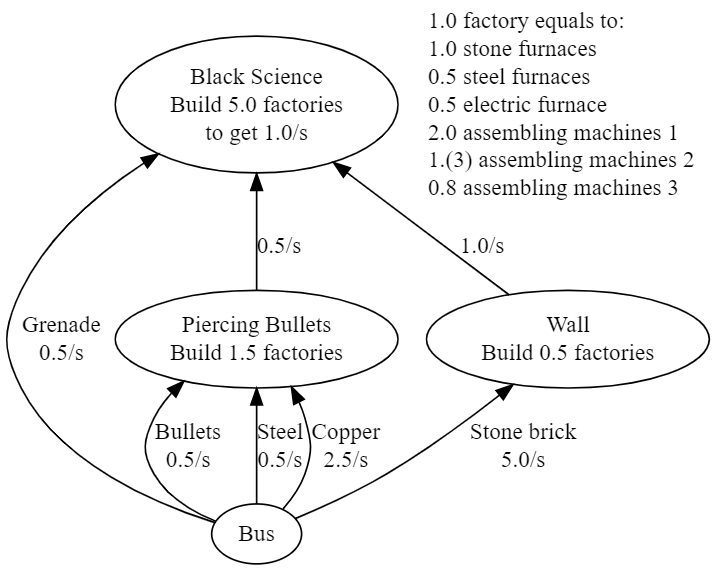 1.0 factory equals to:
1.0 stone furnaces
0.5 steel furnaces
0.5 electric furnace
2.0 assembling machines 1
1.(3) assembling machines 2
0.8 assembling machines 3
Black Science
Build 5.0 factories
to get 1.0/s
0.5/s
1.0/s
Grenade
0.5/s
Piercing Bullets
Build 1.5 factories
Wall
Build 0.5 factories
Bullets
0.5/s
Steel
0.5/s
Copper
2.5/s
Stone brick
5.0/s
Bus